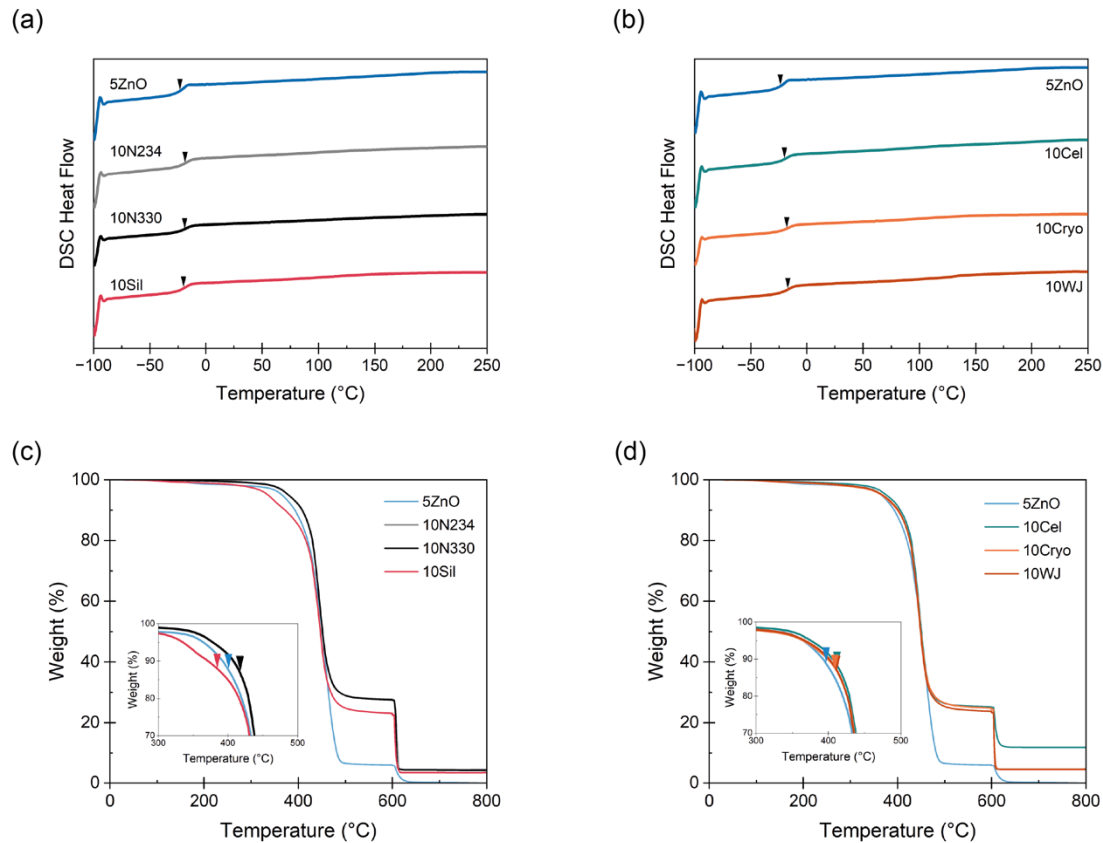 (a)
DSC Heat Flow
5ZnO
10N234
10N330
10Sil
−100 −50 0 50 100 150 200 250
Temperature (°C)
(b)
DSC Heat Flow
5ZnO
10Cel
10Cryo
10WJ
−100 −50 0 50 100 150 200 250
Temperature (°C)
(c)
Weight (%)
100
80
60
40
20
0
5ZnO
10N234
10N330
10Sil
Weight (%)
100
90
80
70
300 400 500
Temperature (°C)
0 200 400 600 800
Temperature (°C)
(d)
Weight (%)
100
80
60
40
20
0
5ZnO
10Cel
10Cryo
10WJ
Weight (%)
100
90
80
70
300 400 500
Temperature (°C)
0 200 400 600 800
Temperature (°C)